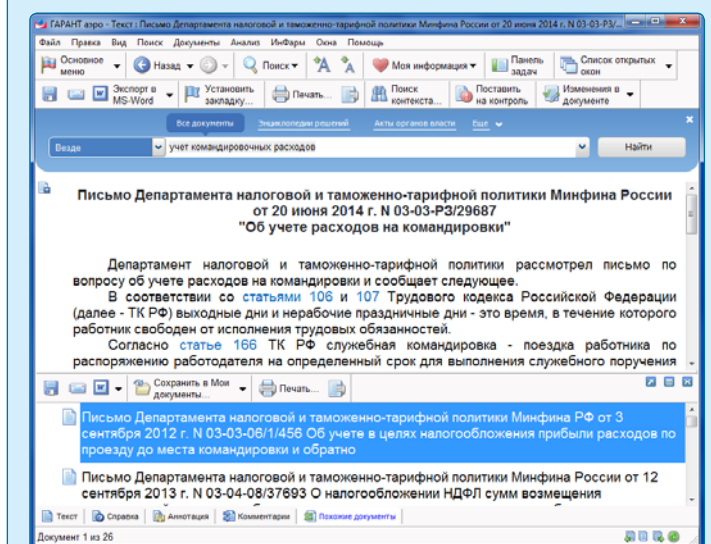 ГАРАНТ аэро - Текст : Письмо Департамента налоговой и таможенно-тарифной политики Минфина России от 20 июня 2014 г. N 03-03-РЗ/...
Файл Правка Вид Поиск Документы Анализ ИнФарм Окна Помощь
Основное меню Назад Поиск Моя информация Панель задач Список открытых окон
Экспорт в MS-Word Установить закладку... Печать... Поиск контекста... Поставить на контроль Изменения в документе
Все документы Энциклопедии решений Акты органов власти Еще
Везде учет командировочных расходов Найти
Письмо Департамента налоговой и таможенно-тарифной политики Минфина России
от 20 июня 2014 г. N 03-03-РЗ/29687
"Об учете расходов на командировки"
Департамент налоговой и таможенно-тарифной политики рассмотрел письмо по
вопросу об учете расходов на командировки и сообщает следующее.
В соответствии со статьями 106 и 107 Трудового кодекса Российской Федерации
(далее - ТК РФ) выходные дни и нерабочие праздничные дни - это время, в течение которого
работник свободен от исполнения трудовых обязанностей.
Согласно статье 166 ТК РФ служебная командировка - поездка работника по
распоряжению работодателя на определенный срок для выполнения служебного поручения
Сохранить в Мои документы... Печать...
Письмо Департамента налоговой и таможенно-тарифной политики Минфина РФ от 3
сентября 2012 г. N 03-03-06/1/456 Об учете в целях налогообложения прибыли расходов по
проезду до места командировки и обратно
Письмо Департамента налоговой и таможенно-тарифной политики Минфина России от 12
сентября 2013 г. N 03-04-08/37693 О налогообложении НДФЛ сумм возмещения
Текст Справка Аннотация Комментарии Похожие документы
Документ 1 из 26